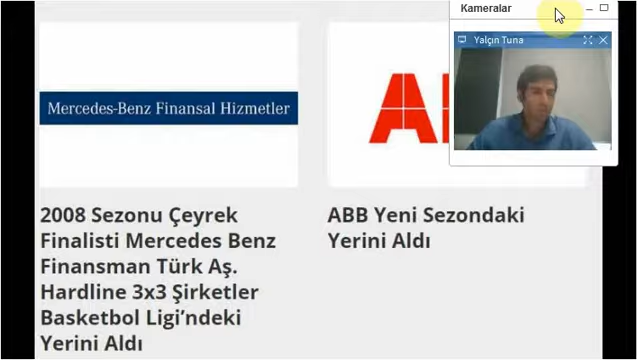 Kameralar
Yalçın Tuna
Mercedes-Benz Finansal Hizmetler
2008 Sezonu Çeyrek
Finalisti Mercedes Benz
Finansman Türk Aş.
Hardline 3x3 Şirketler
Basketbol Ligi’ndeki
Yerini Aldı
ABB
ABB Yeni Sezondaki
Yerini Aldı